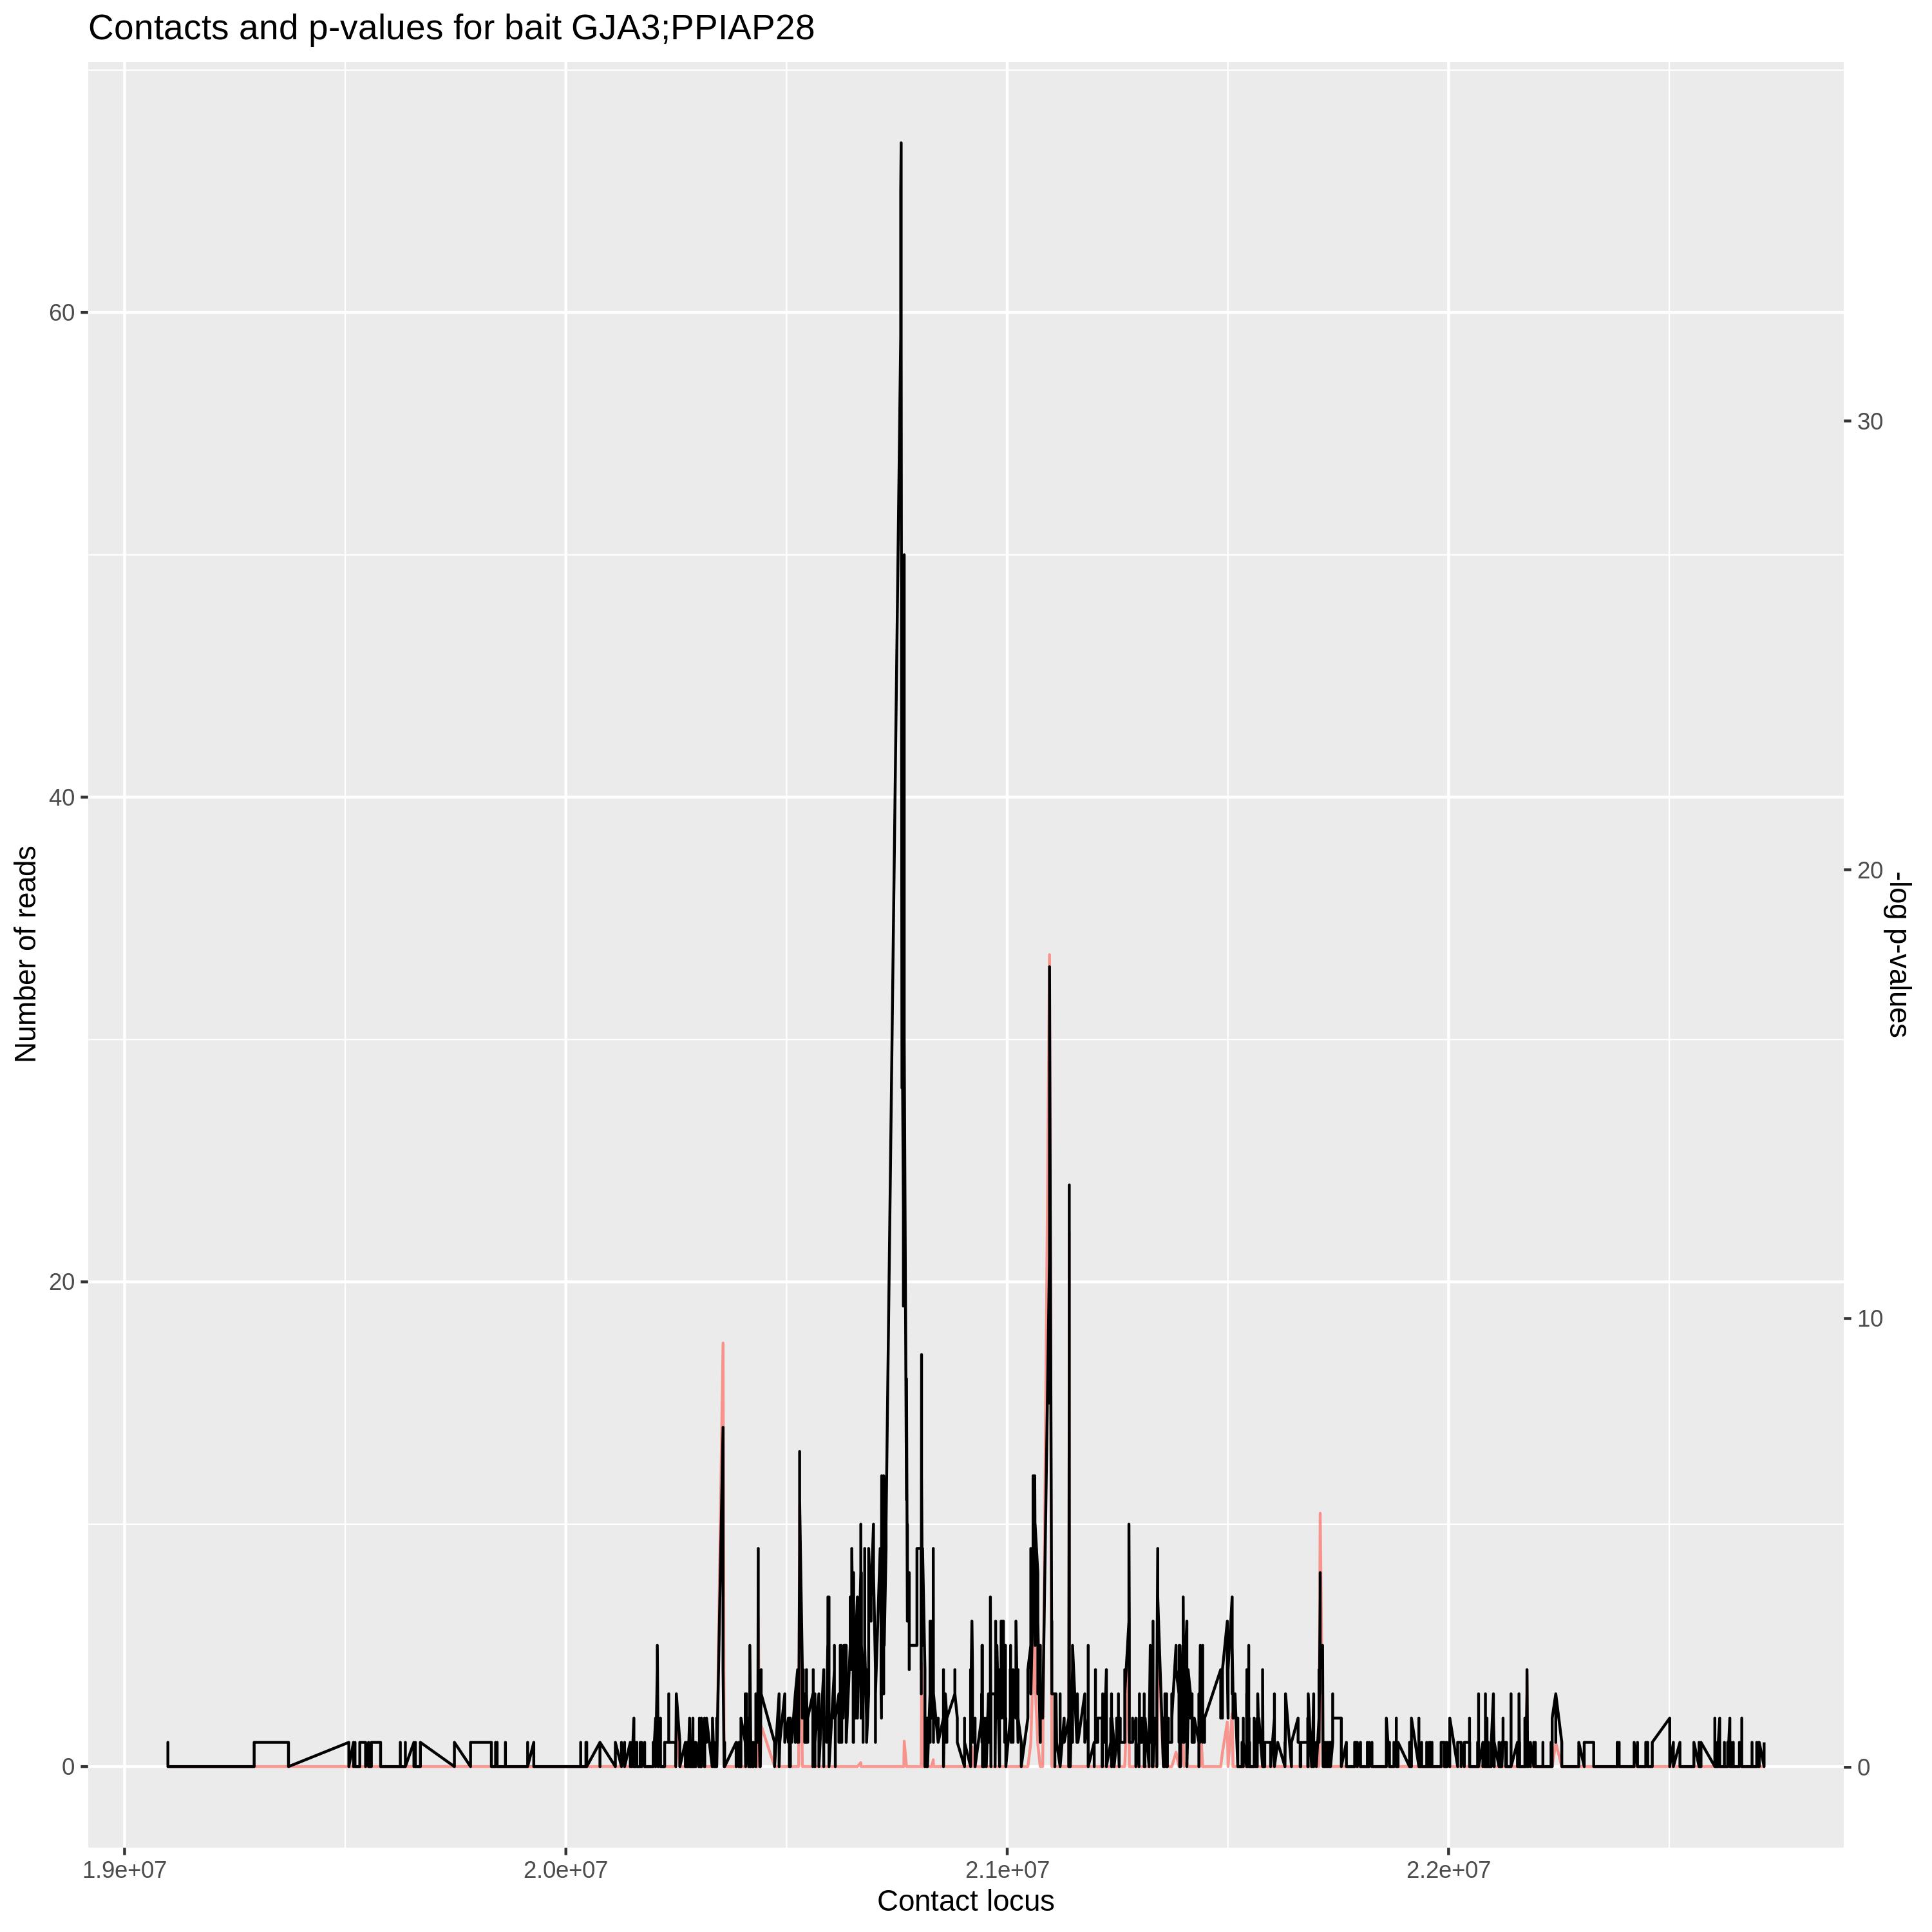 Contacts and p-values for bait GJA3;PPIAP28
60
40
20
0
30
20
10
0
Number of reads
-log p-values
1.9e+07
2.0e+07
2.1e+07
2.2e+07
Contact locus